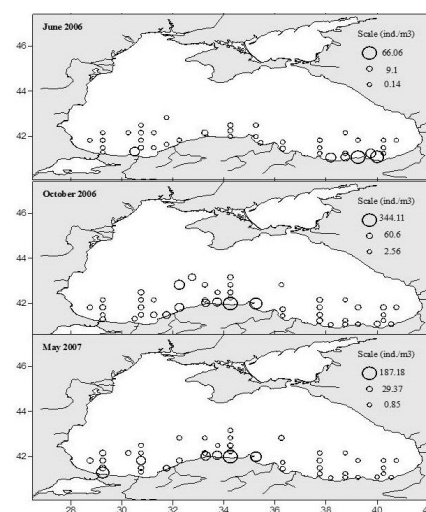 June 2006
Scale (ind./m3)
66.06
9.1
0.14
46
44
42
October 2006
Scale (ind./m3)
344.11
60.6
2.56
46
44
42
May 2007
Scale (ind./m3)
187.18
29.37
0.85
46
44
42
28 30 32 34 36 38 40 42